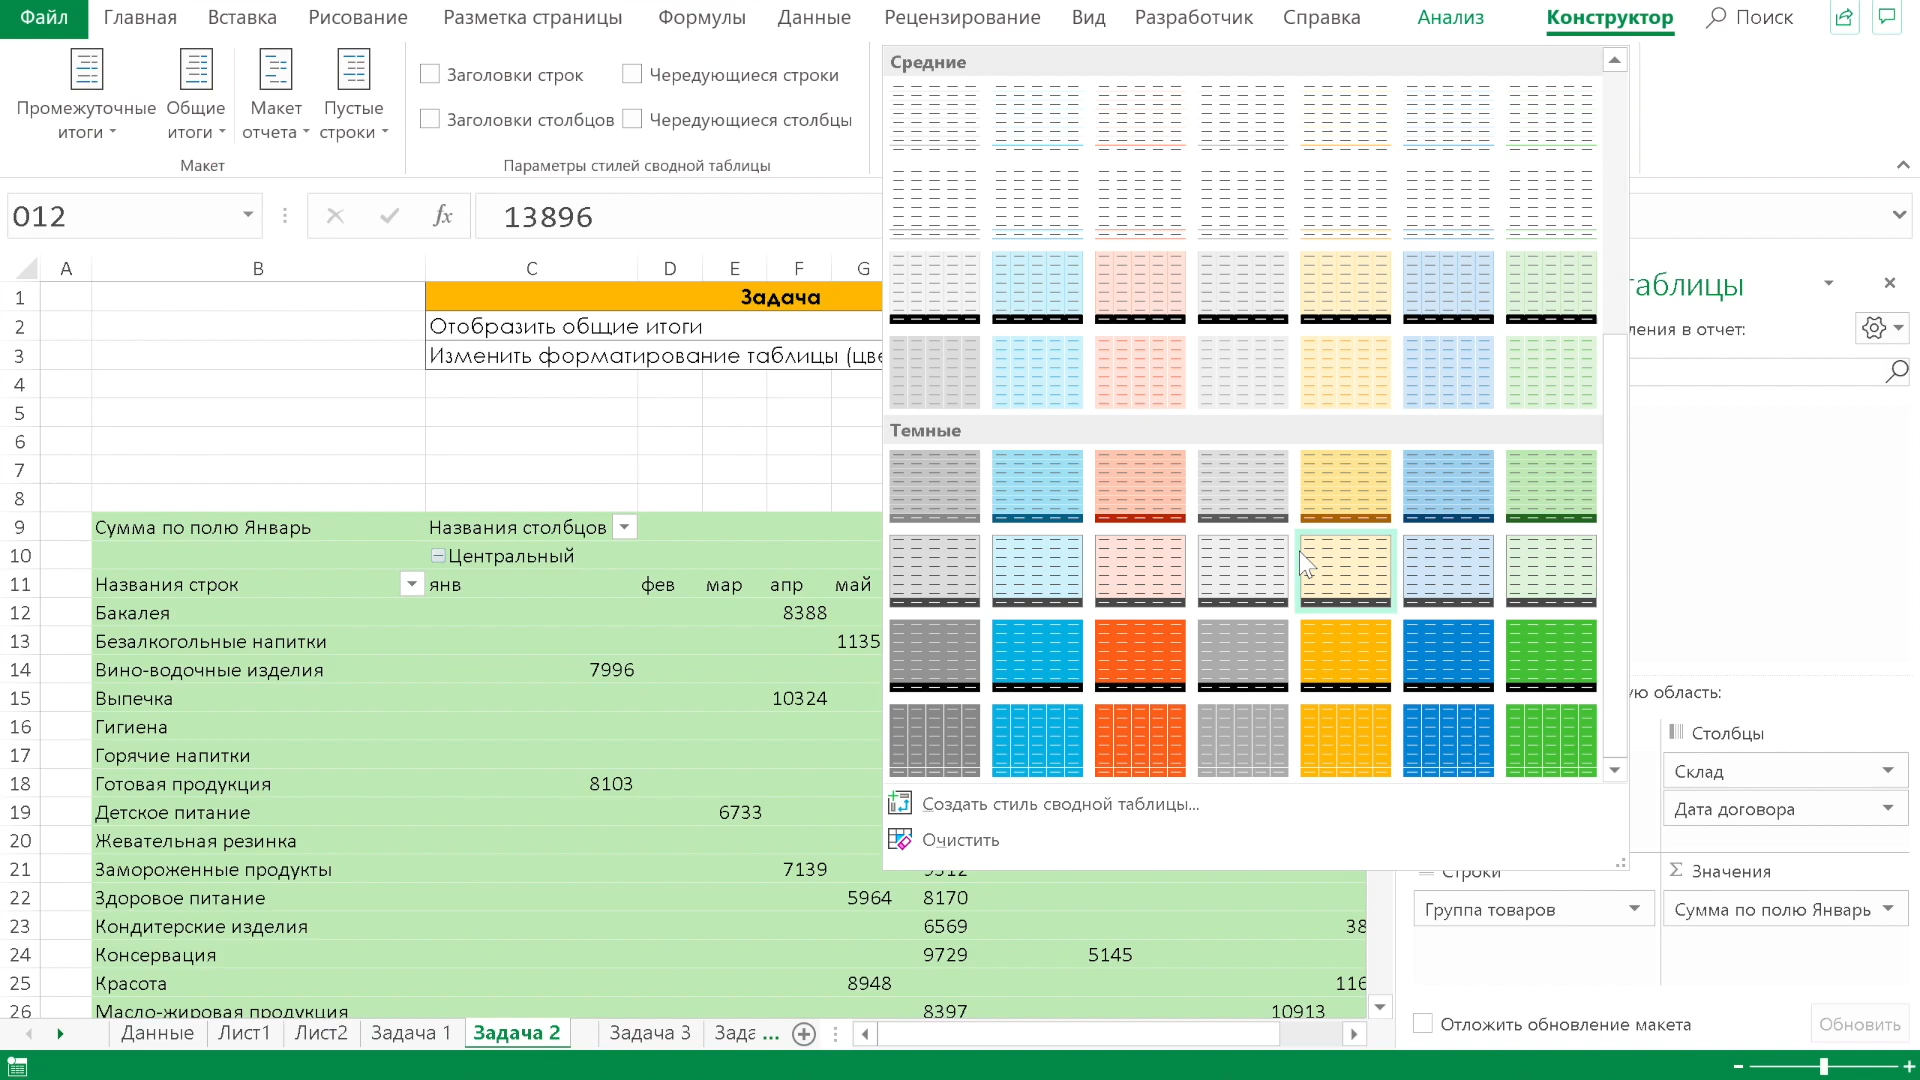 Файл Главная Вставка Рисование Разметка страницы Формулы Данные Рецензирование Вид Разработчик Справка Анализ Конструктор Поиск
Промежуточные итоги
Общие итоги
Макет отчета
Пустые строки
Макет
Заголовки строк
Чередующиеся строки
Заголовки столбцов
Чередующиеся столбцы
Параметры стилей сводной таблицы
Средние
Темные
Создать стиль сводной таблицы...
Очистить
O12
fx
13896
A B C D E F G
1 Задача
2 Отобразить общие итоги
3 Изменить форматирование таблицы (цве
4
5
6
7
8
9 Сумма по полю Январь Названия столбцов
10 Центральный
11 Названия строк янв фев мар апр май
12 Бакалея 8388
13 Безалкогольные напитки 1135
14 Вино-водочные изделия 7996
15 Выпечка 10324
16 Гигиена
17 Горячие напитки
18 Готовая продукция 8103
19 Детское питание 6733
20 Жевательная резинка
21 Замороженные продукты 7139
22 Здоровое питание 5964 8170
23 Кондитерские изделия 6569 38
24 Консервация 9729 5145
25 Красота 8948 116
26 Масло-жировая продукция 8397 10913
аблицы
ления в отчет:
ую область:
Столбцы
Склад
Дата договора
Строки
Группа товаров
Σ Значения
Сумма по полю Январь
Отложить обновление макета
Обновить
Данные Лист1 Лист2 Задача 1 Задача 2 Задача 3 Зада ...